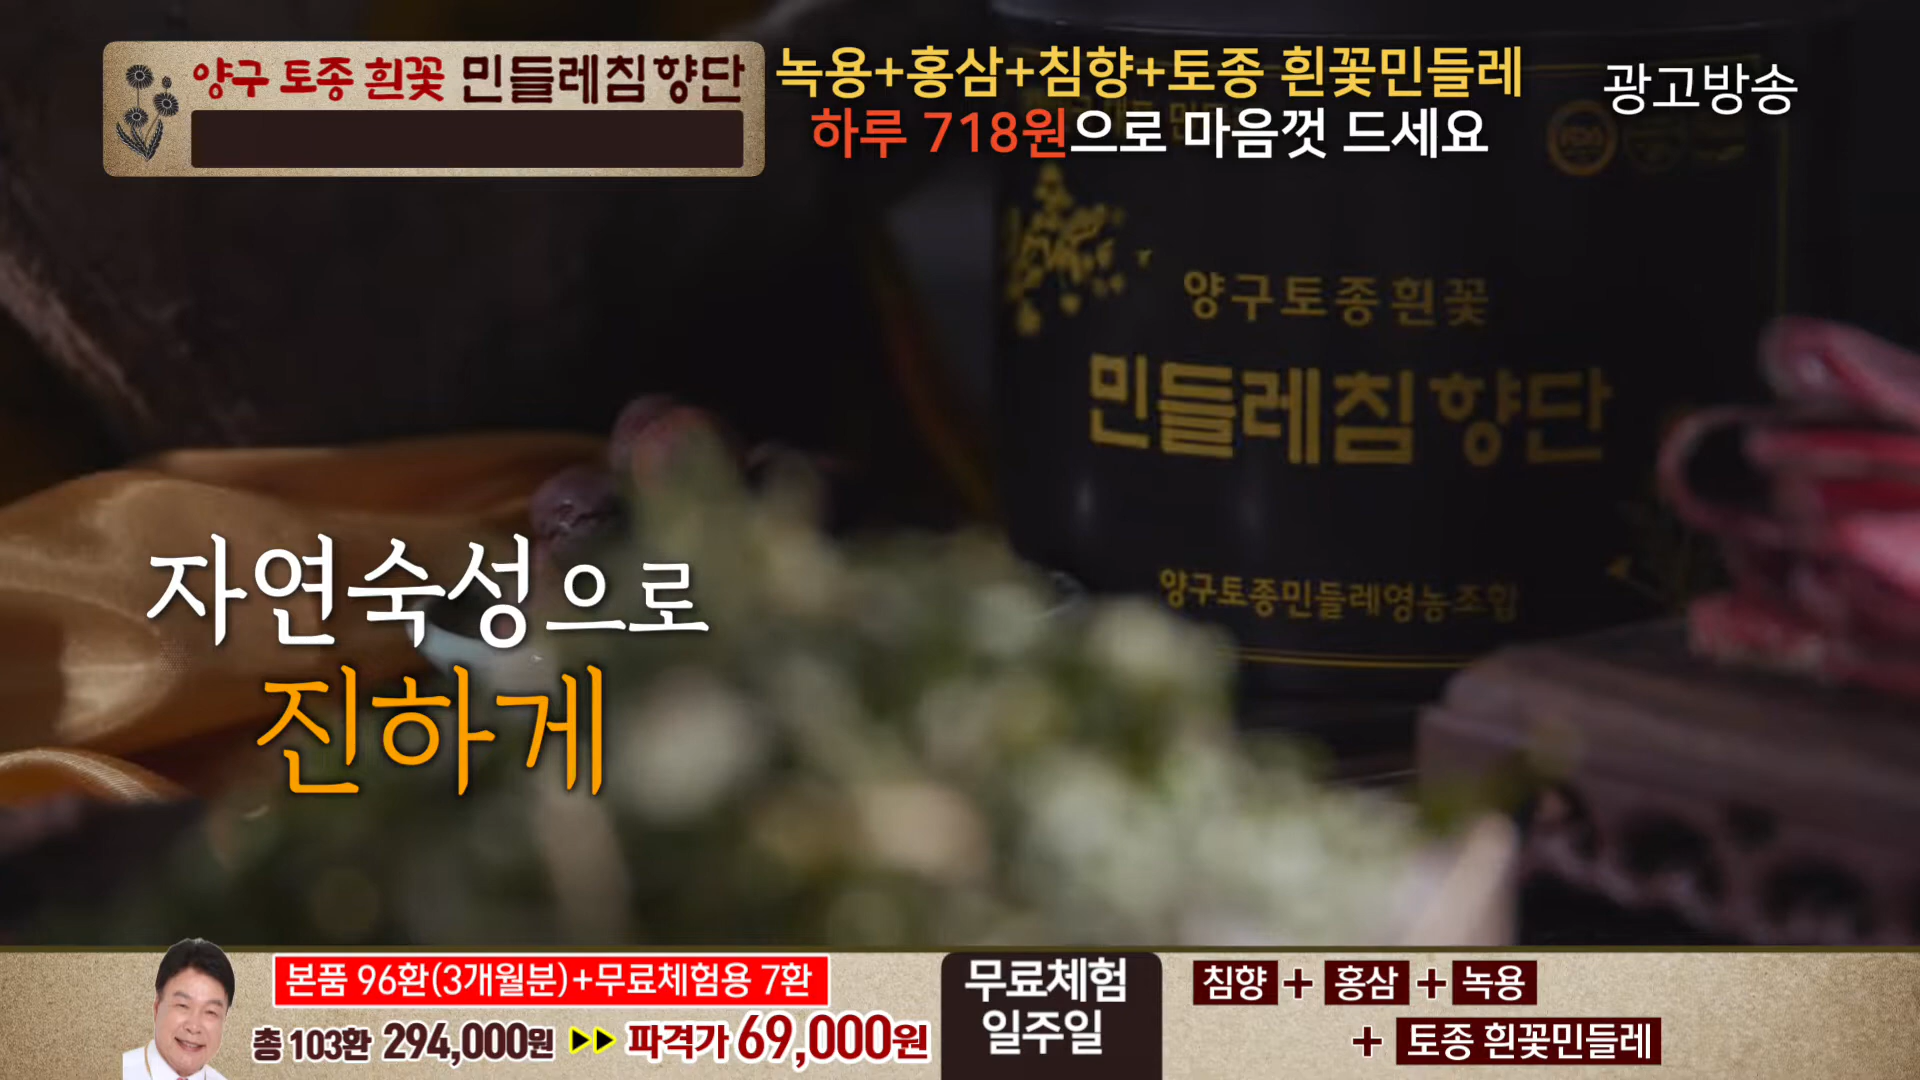 양구 토종 흰꽃 민들레침향단
녹용+홍삼+침향+토종 흰꽃민들레
하루 718원으로 마음껏 드세요
광고방송
양구토종흰꽃
민들레침향단
양구토종민들레영농조합
자연숙성으로
진하게
본품 96환(3개월분)+무료체험용 7환
총 103환 294,000원 ▶▶ 파격가 69,000원
무료체험
일주일
침향 + 홍삼 + 녹용
+ 토종 흰꽃민들레